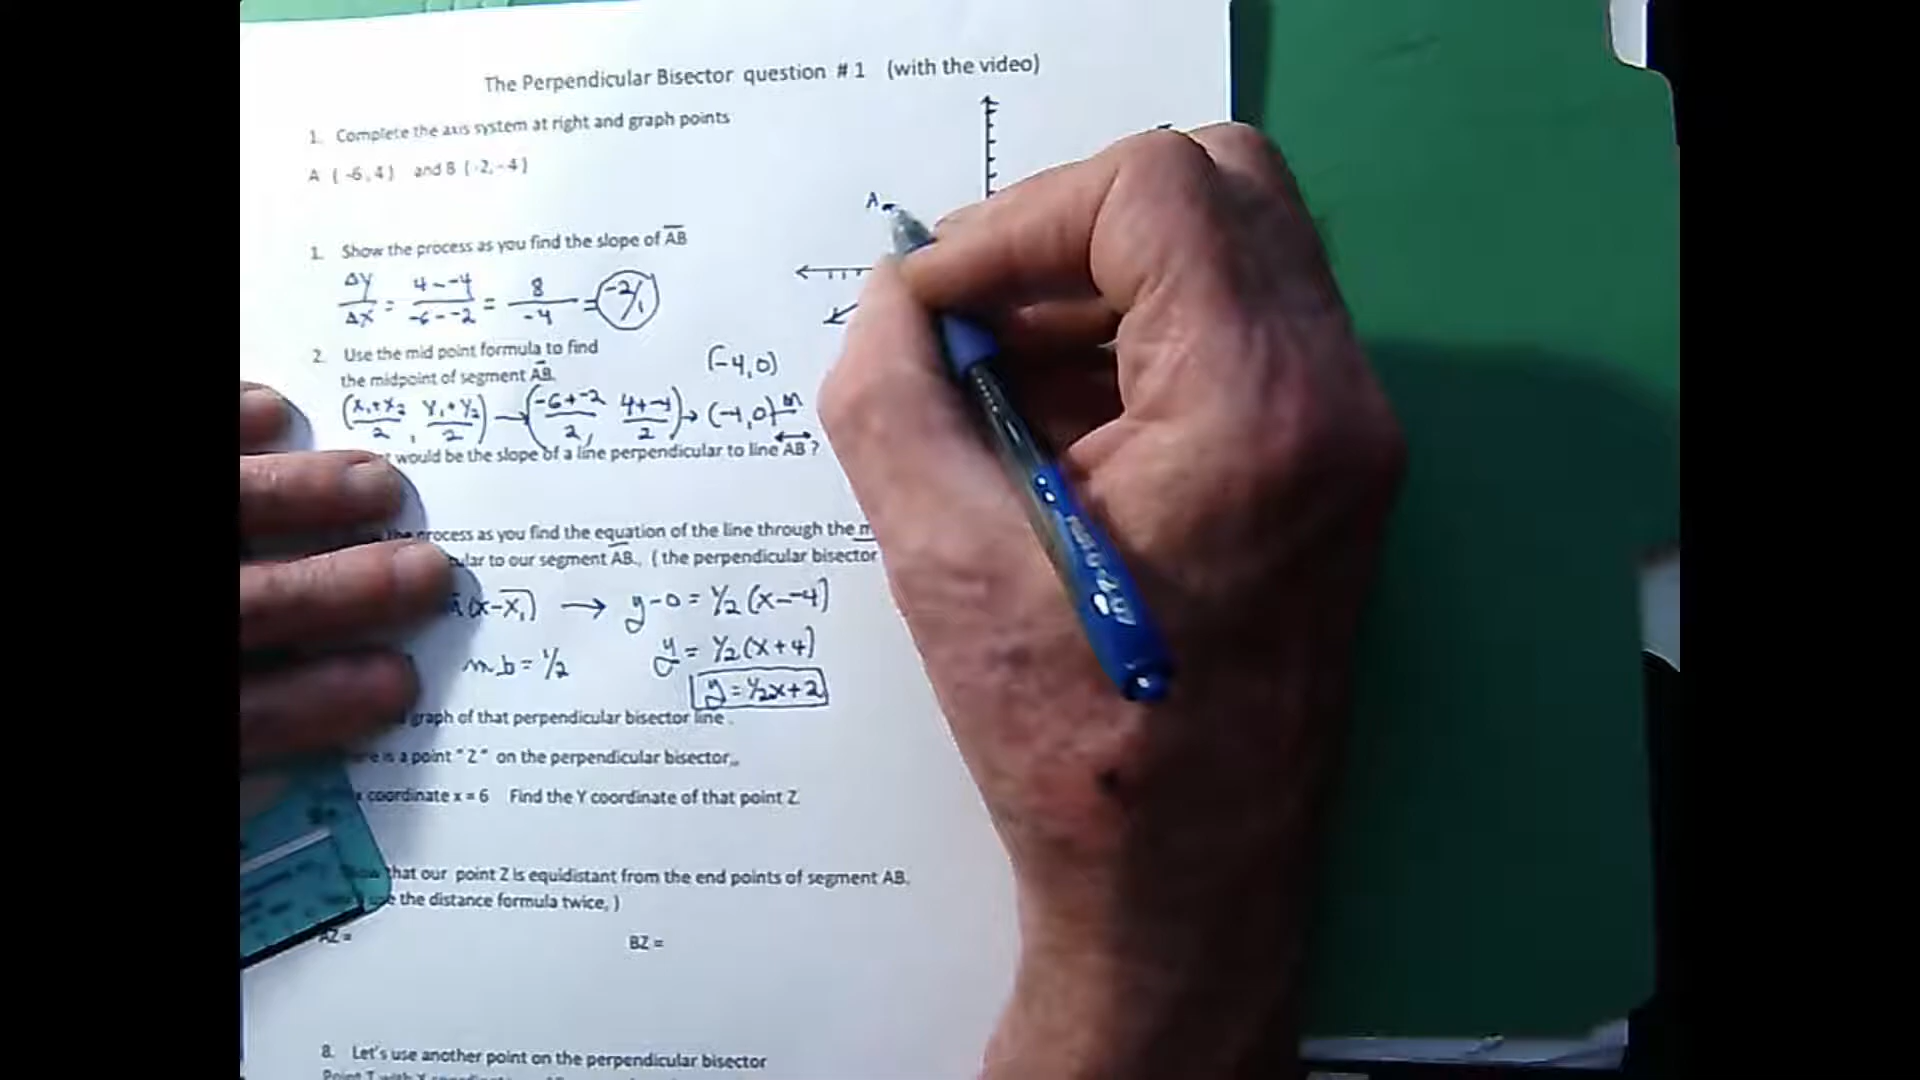 The Perpendicular Bisector question # 1 (with the video)
1. Complete the axis system at right and graph points
A ( -6 , 4 ) and B ( -2, -4 )
A
1. Show the process as you find the slope of AB
Δy/Δx = 4--4/-6--2 = 8/-4 = -2/1
2. Use the mid point formula to find
the midpoint of segment AB.
(-4,0)
(x₁+x₂/2, y₁+y₂/2) → (-6+-2/2, 4+-4/2) → (-4,0) m
would be the slope of a line perpendicular to line AB ?
process as you find the equation of the line through the
to our segment AB., ( the perpendicular bisector
(x-x₁) → y-0 = 1/2 (x--4)
y = 1/2 (x+4)
m b = 1/2
y = 1/2x+2
graph of that perpendicular bisector line .
is a point "Z" on the perpendicular bisector,,
coordinate x = 6 Find the Y coordinate of that point Z.
that our point Z is equidistant from the end points of segment AB.
the distance formula twice, )
AZ =
BZ =
8. Let's use another point on the perpendicular bisector